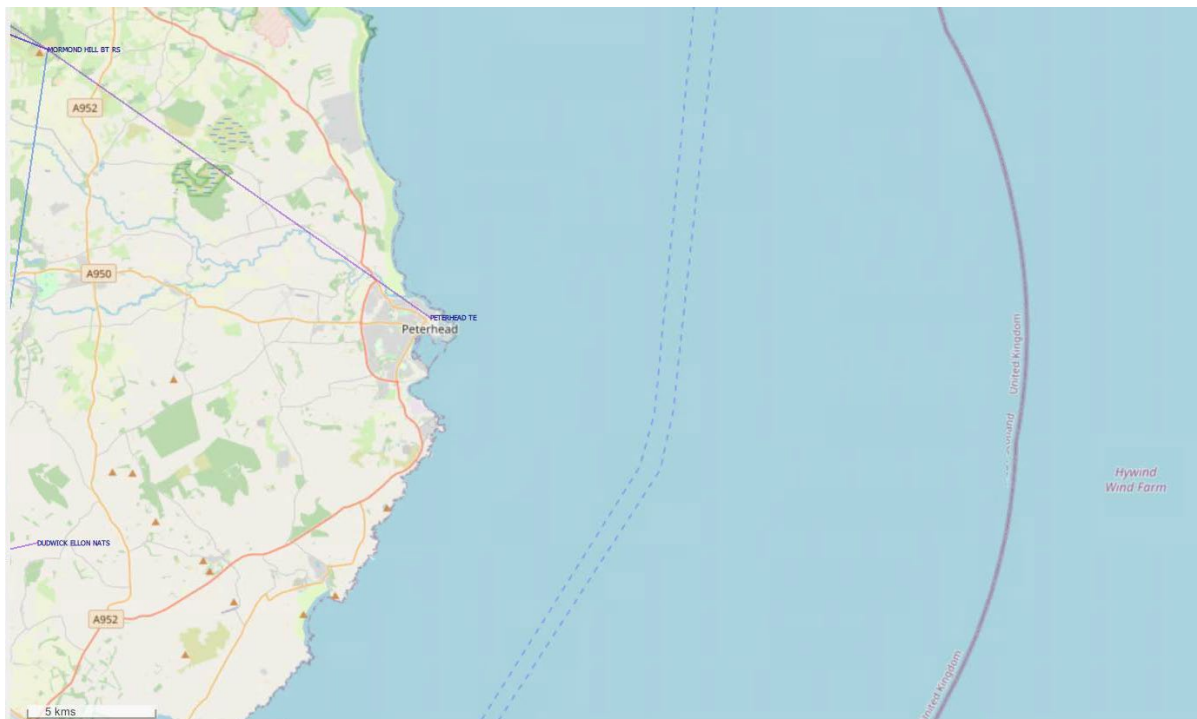 MORMOND HILL BT RS
A952
A950
PETERHEAD TE
Peterhead
United Kingdom
Hywind
Wind Farm
DUDWICK ELLON NATS
A952
United Kingdom
5 kms